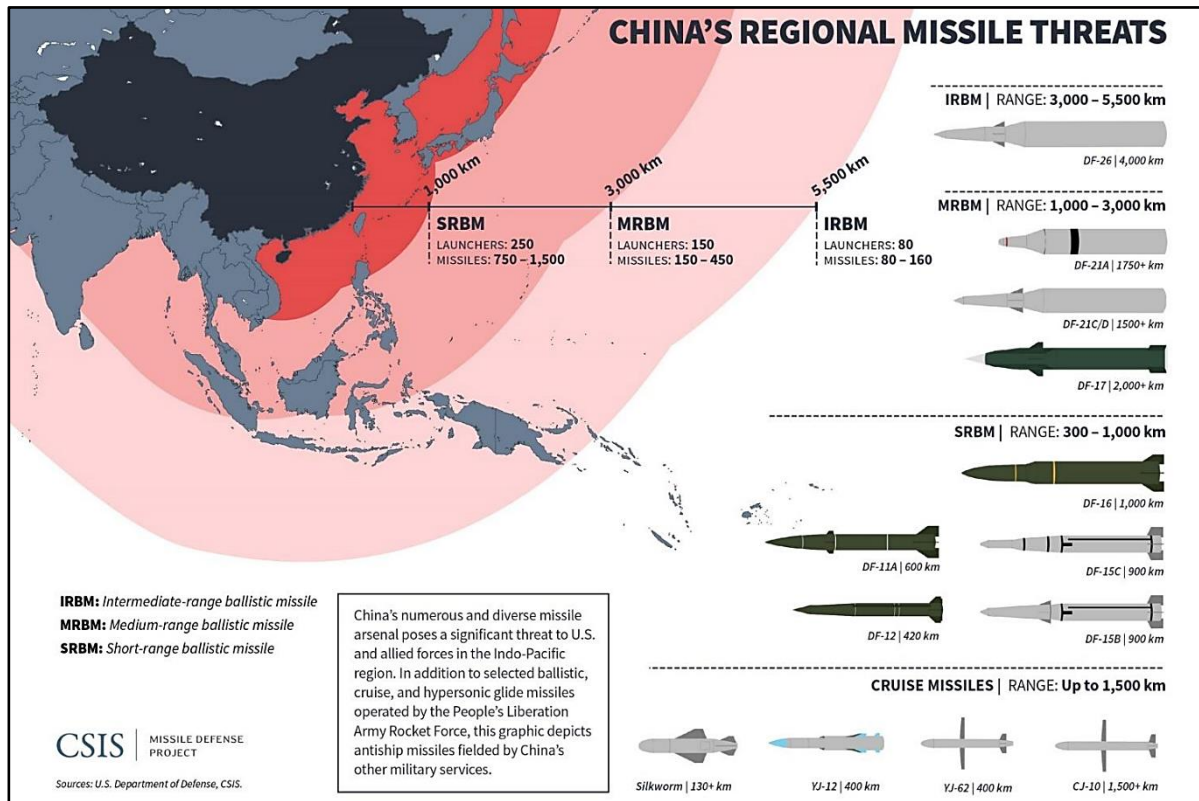 CHINA'S REGIONAL MISSILE THREATS
1,000 km
3,000 km
5,500 km
SRBM
LAUNCHERS: 250
MISSILES: 750 – 1,500
MRBM
LAUNCHERS: 150
MISSILES: 150 – 450
IRBM
LAUNCHERS: 80
MISSILES: 80 – 160
IRBM | RANGE: 3,000 – 5,500 km
DF-26 | 4,000 km
MRBM | RANGE: 1,000 – 3,000 km
DF-21A | 1750+ km
DF-21C/D | 1500+ km
DF-17 | 2,000+ km
SRBM | RANGE: 300 – 1,000 km
DF-16 | 1,000 km
DF-11A | 600 km
DF-15C | 900 km
DF-12 | 420 km
DF-15B | 900 km
CRUISE MISSILES | RANGE: Up to 1,500 km
Silkworm | 130+ km
YJ-12 | 400 km
YJ-62 | 400 km
CJ-10 | 1,500+ km
IRBM: Intermediate-range ballistic missile
MRBM: Medium-range ballistic missile
SRBM: Short-range ballistic missile
China's numerous and diverse missile
arsenal poses a significant threat to U.S.
and allied forces in the Indo-Pacific
region. In addition to selected ballistic,
cruise, and hypersonic glide missiles
operated by the People's Liberation
Army Rocket Force, this graphic depicts
antiship missiles fielded by China's
other military services.
CSIS | MISSILE DEFENSE
PROJECT
Sources: U.S. Department of Defense, CSIS.